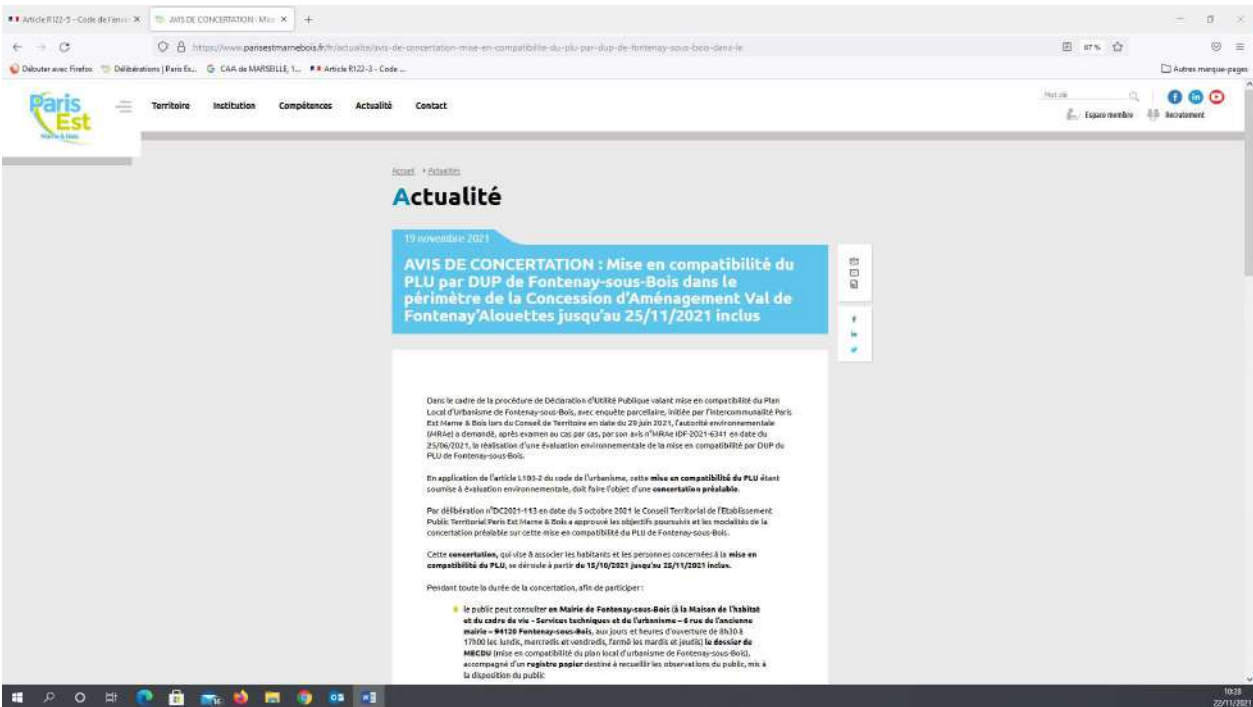 Article R122-3 - Code de l'envir
AVIS DE CONCERTATION : Mise
https://www.parisestmarnebois.fr/fr/actualite/avis-de-concertation-mise-en-compatibilite-du-plu-par-dup-de-fontenay-sous-bois-dans-le
67 %
Débuter avec Firefox
Délibérations | Paris Es...
CAA de MARSEILLE, 1...
Article R122-3 - Code ...
Autres marque-pages
Paris
Est
Marne & Bois
Territoire
Institution
Compétences
Actualité
Contact
Mot clé
Espace membre
Recrutement
Accueil
Actualités
Actualité
19 novembre 2021
AVIS DE CONCERTATION : Mise en compatibilité du
PLU par DUP de Fontenay-sous-Bois dans le
périmètre de la Concession d'Aménagement Val de
Fontenay'Alouettes jusqu'au 25/11/2021 inclus
Dans le cadre de la procédure de Déclaration d'Utilité Publique valant mise en compatibilité du Plan
Local d'Urbanisme de Fontenay-sous-Bois, avec enquête parcellaire, initiée par l'intercommunalité Paris
Est Marne & Bois lors du Conseil de Territoire en date du 29 juin 2021, l'autorité environnementale
(MRAe) a demandé, après examen au cas par cas, par son avis n°MRAe IDF-2021-6341 en date du
25/06/2021, la réalisation d'une évaluation environnementale de la mise en compatibilité par DUP du
PLU de Fontenay-sous-Bois.
En application de l'article L103-2 du code de l'urbanisme, cette mise en compatibilité du PLU étant
soumise à évaluation environnementale, doit faire l'objet d'une concertation préalable.
Par délibération n°DC2021-113 en date du 5 octobre 2021 le Conseil Territorial de l'Etablissement
Public Territorial Paris Est Marne & Bois a approuvé les objectifs poursuivis et les modalités de la
concertation préalable sur cette mise en compatibilité du PLU de Fontenay-sous-Bois.
Cette concertation, qui vise à associer les habitants et les personnes concernées à la mise en
compatibilité du PLU, se déroule à partir du 15/10/2021 jusqu'au 25/11/2021 inclus.
Pendant toute la durée de la concertation, afin de participer :
le public peut consulter en Mairie de Fontenay-sous-Bois (à la Maison de l'habitat
et du cadre de vie - Services techniques et de l'urbanisme – 6 rue de l'ancienne
mairie – 94120 Fontenay-sous-Bois, aux jours et heures d'ouverture de 8h30 à
17h00 les lundis, mercredis et vendredis, fermé les mardis et jeudis) le dossier de
MECDU (mise en compatibilité du plan local d'urbanisme de Fontenay-sous-Bois),
accompagné d'un registre papier destiné à recueillir les observations du public, mis à
la disposition du public
10:28
22/11/2021